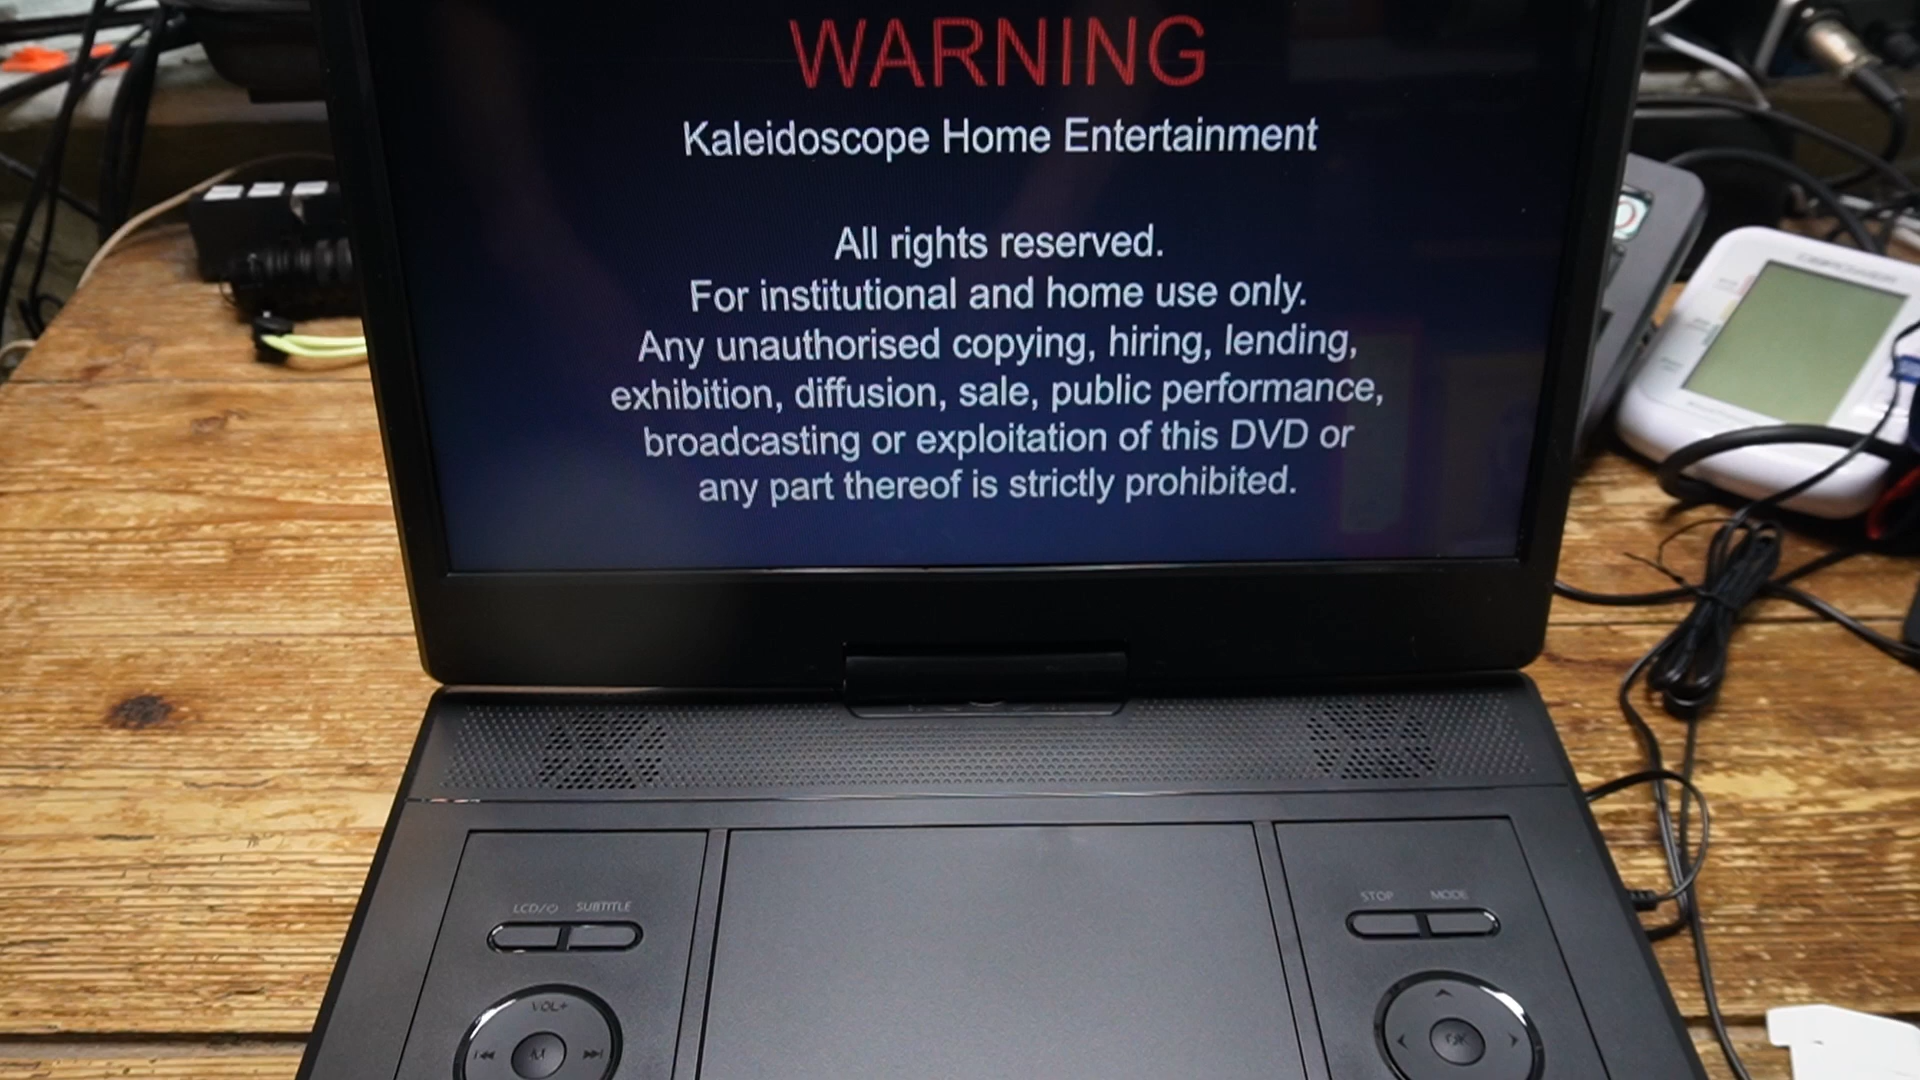 WARNING
Kaleidoscope Home Entertainment
All rights reserved.
For institutional and home use only.
Any unauthorised copying, hiring, lending,
exhibition, diffusion, sale, public performance,
broadcasting or exploitation of this DVD or
any part thereof is strictly prohibited.
LCD/⏻ SUBTITLE
STOP MODE
VOL+
OK